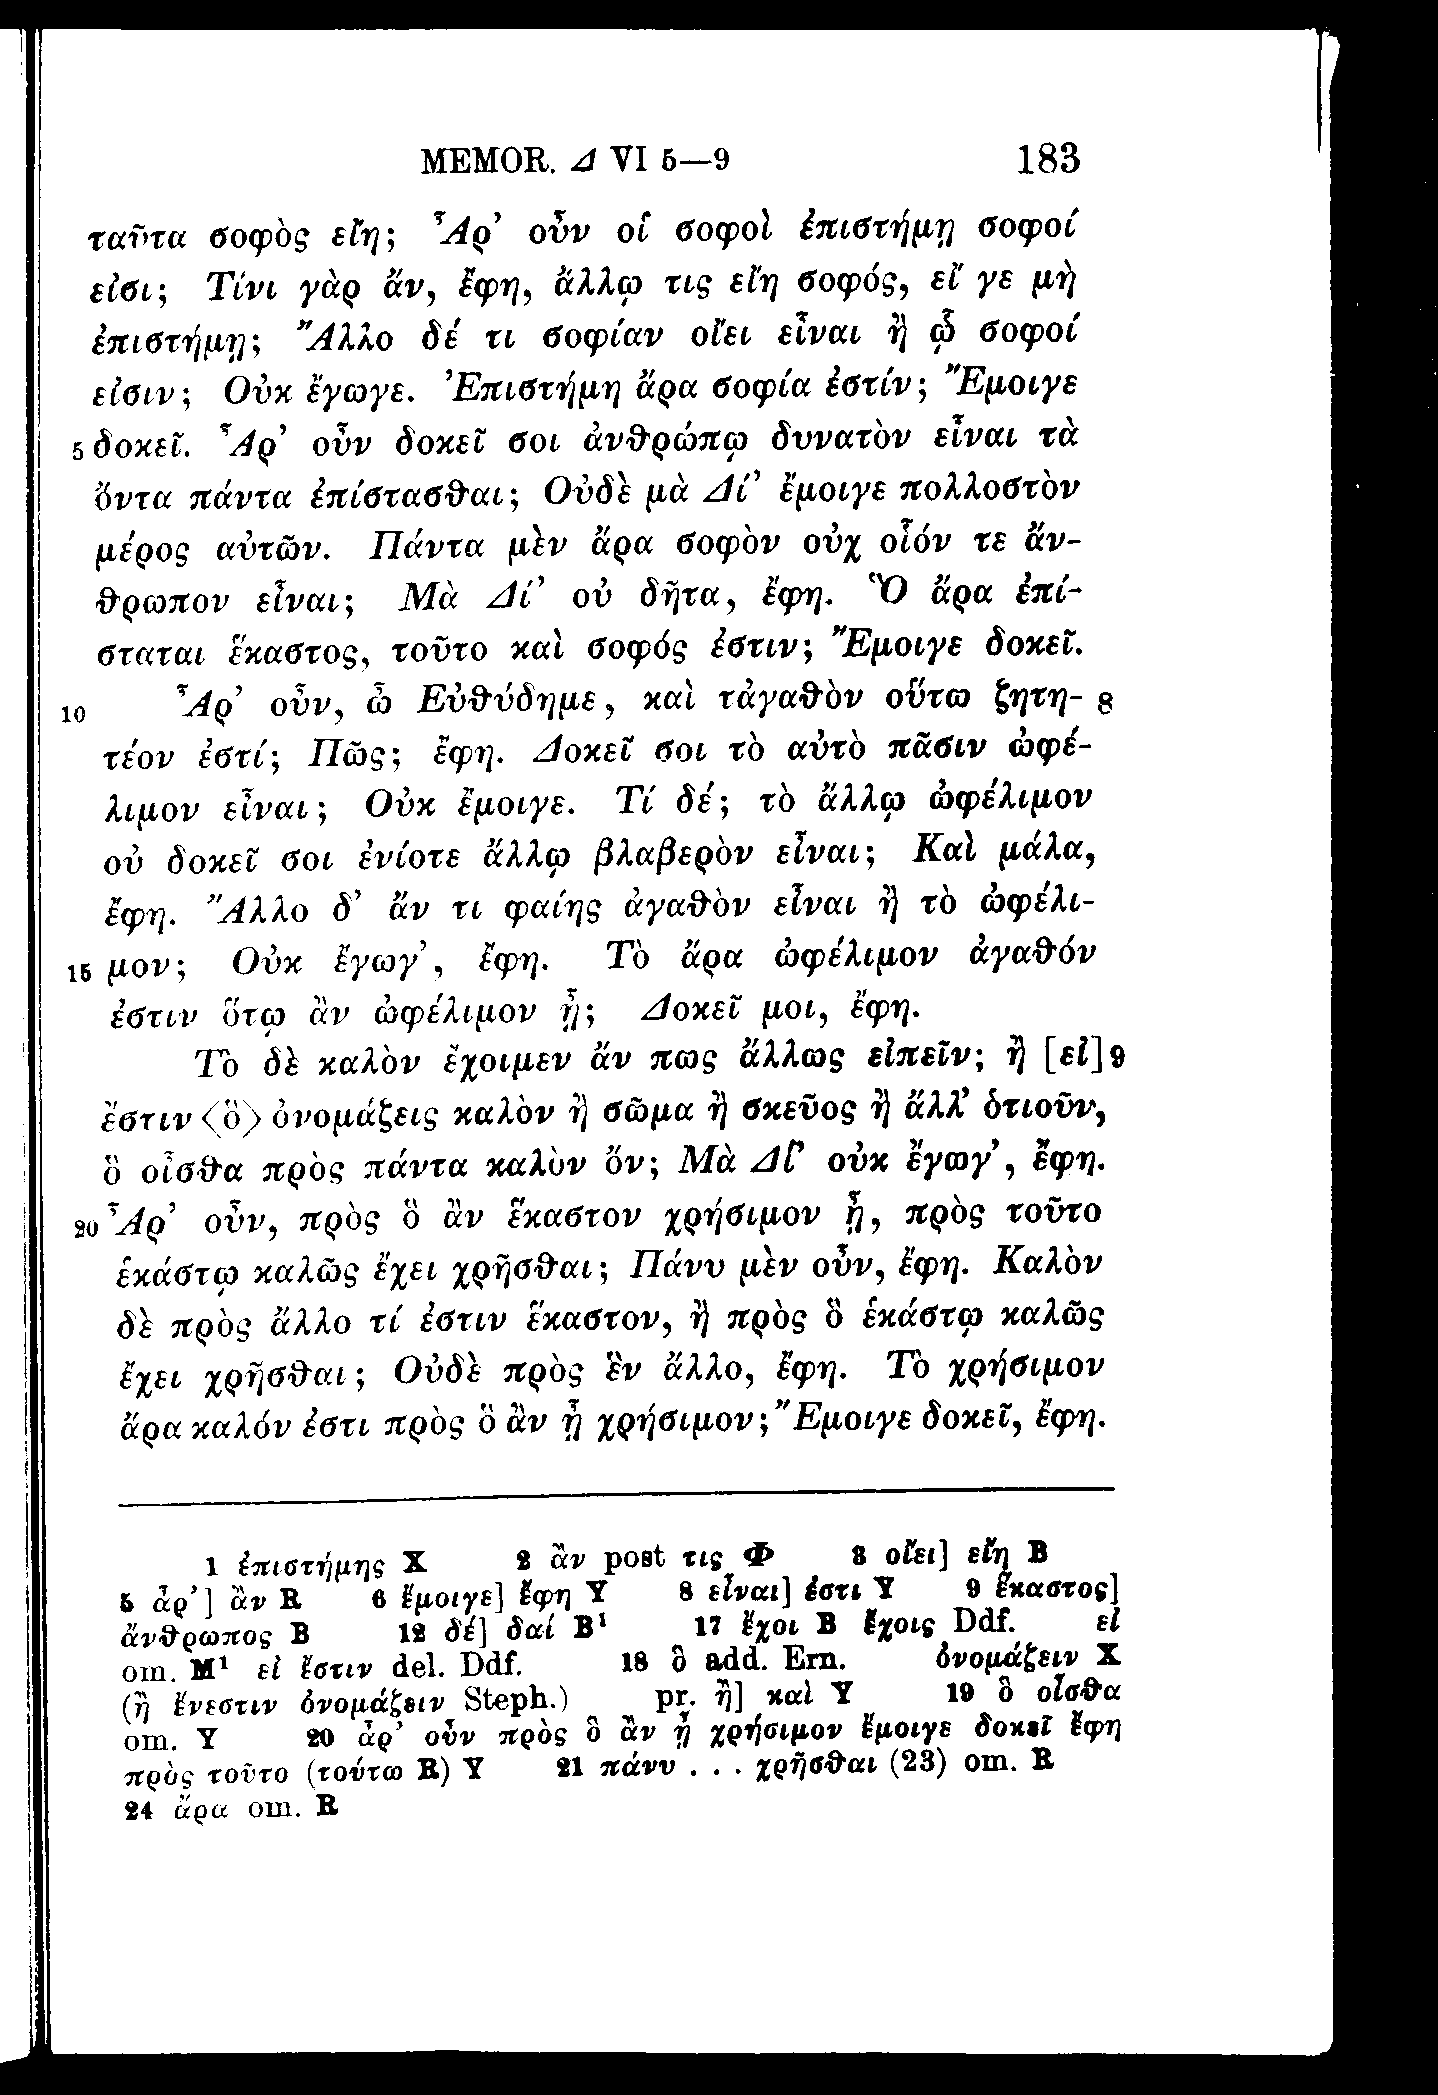 MEMOR. Δ VI 5—9 183
ταῦτα σοφὸς εἴη; Ἆρ’ οὖν οἱ σοφοὶ ἐπιστήμῃ σοφοί
εἰσι; Τίνι γὰρ ἄν, ἔφη, ἄλλῳ τις εἴη σοφός, εἴ γε μὴ
ἐπιστήμῃ; Ἄλλο δέ τι σοφίαν οἴει εἶναι ἢ ᾧ σοφοί
εἰσιν; Οὐκ ἔγωγε. Ἐπιστήμη ἄρα σοφία ἐστίν; Ἔμοιγε
5 δοκεῖ. Ἆρ’ οὖν δοκεῖ σοι ἀνθρώπῳ δυνατὸν εἶναι τὰ
ὄντα πάντα ἐπίστασθαι; Οὐδὲ μὰ Δί’ ἔμοιγε πολλοστὸν
μέρος αὐτῶν. Πάντα μὲν ἄρα σοφὸν οὐχ οἷόν τε ἄν-
θρωπον εἶναι; Μὰ Δί’ οὐ δῆτα, ἔφη. Ὃ ἄρα ἐπί-
σταται ἕκαστος, τοῦτο καὶ σοφός ἐστιν; Ἔμοιγε δοκεῖ.
10 Ἆρ’ οὖν, ὦ Εὐθύδημε, καὶ τἀγαθὸν οὕτω ζητη- 8
τέον ἐστί; Πῶς; ἔφη. Δοκεῖ σοι τὸ αὐτὸ πᾶσιν ὠφέ-
λιμον εἶναι; Οὐκ ἔμοιγε. Τί δέ; τὸ ἄλλῳ ὠφέλιμον
οὐ δοκεῖ σοι ἐνίοτε ἄλλῳ βλαβερὸν εἶναι; Καὶ μάλα,
ἔφη. Ἄλλο δ’ ἄν τι φαίης ἀγαθὸν εἶναι ἢ τὸ ὠφέλι-
15 μον; Οὐκ ἔγωγ’, ἔφη. Τὸ ἄρα ὠφέλιμον ἀγαθόν
ἐστιν ὅτῳ ἂν ὠφέλιμον ᾖ; Δοκεῖ μοι, ἔφη.
Τὸ δὲ καλὸν ἔχοιμεν ἄν πως ἄλλως εἰπεῖν; ἢ [εἰ] 9
ἔστιν ⟨ὃ⟩ ὀνομάζεις καλὸν ἢ σῶμα ἢ σκεῦος ἢ ἄλλ’ ὁτιοῦν,
ὃ οἶσθα πρὸς πάντα καλὸν ὄν; Μὰ Δί’ οὐκ ἔγωγ’, ἔφη.
20 Ἆρ’ οὖν, πρὸς ὃ ἂν ἕκαστον χρήσιμον ᾖ, πρὸς τοῦτο
ἑκάστῳ καλῶς ἔχει χρῆσθαι; Πάνυ μὲν οὖν, ἔφη. Καλὸν
δὲ πρὸς ἄλλο τί ἐστιν ἕκαστον, ἢ πρὸς ὃ ἑκάστῳ καλῶς
ἔχει χρῆσθαι; Οὐδὲ πρὸς ἓν ἄλλο, ἔφη. Τὸ χρήσιμον
ἄρα καλόν ἐστι πρὸς ὃ ἂν ᾖ χρήσιμον; Ἔμοιγε δοκεῖ, ἔφη.
1 ἐπιστήμης X 2 ἂν post τις Φ 3 οἴει] εἴη B
5 ἆρ’] ἂν R 6 ἔμοιγε] ἔφη Y 8 εἶναι] ἐστι Y 9 ἕκαστος]
ἄνθρωπος B 12 δέ] δαί B¹ 17 ἔχοι B ἔχοις Ddf. εἰ
om. M¹ εἰ ἔστιν del. Ddf. 18 ὃ add. Ern. ὀνομάζειν X
(ἢ ἔνεστιν ὀνομάζειν Steph.) pr. ἢ] καὶ Y 19 ὃ οἶσθα
om. Y 20 ἆρ’ οὖν πρὸς ὃ ἂν ᾖ χρήσιμον ἔμοιγε δοκεῖ ἔφη
πρὸς τοῦτο (τούτω R) Y 21 πάνυ . . . χρῆσθαι (23) om. R
24 ἄρα om. R